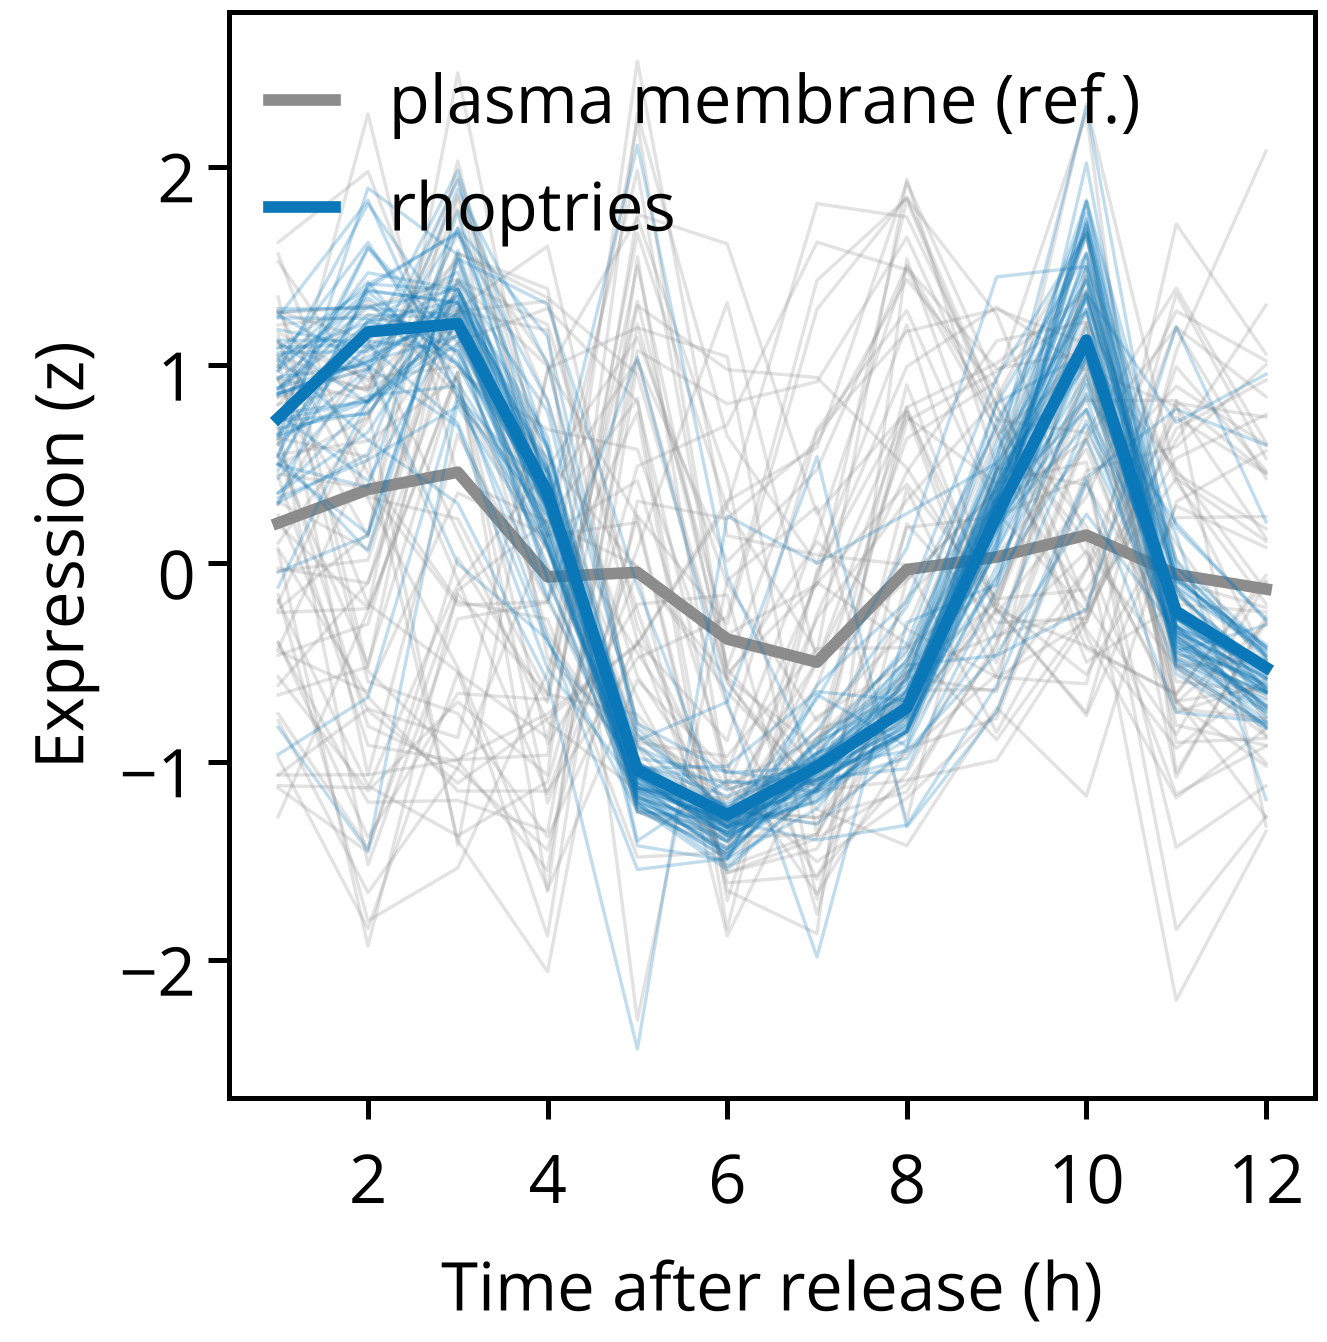 plasma membrane (ref.)
rhoptries
Expression (z)
2
1
0
−1
−2
2 4 6 8 10 12
Time after release (h)